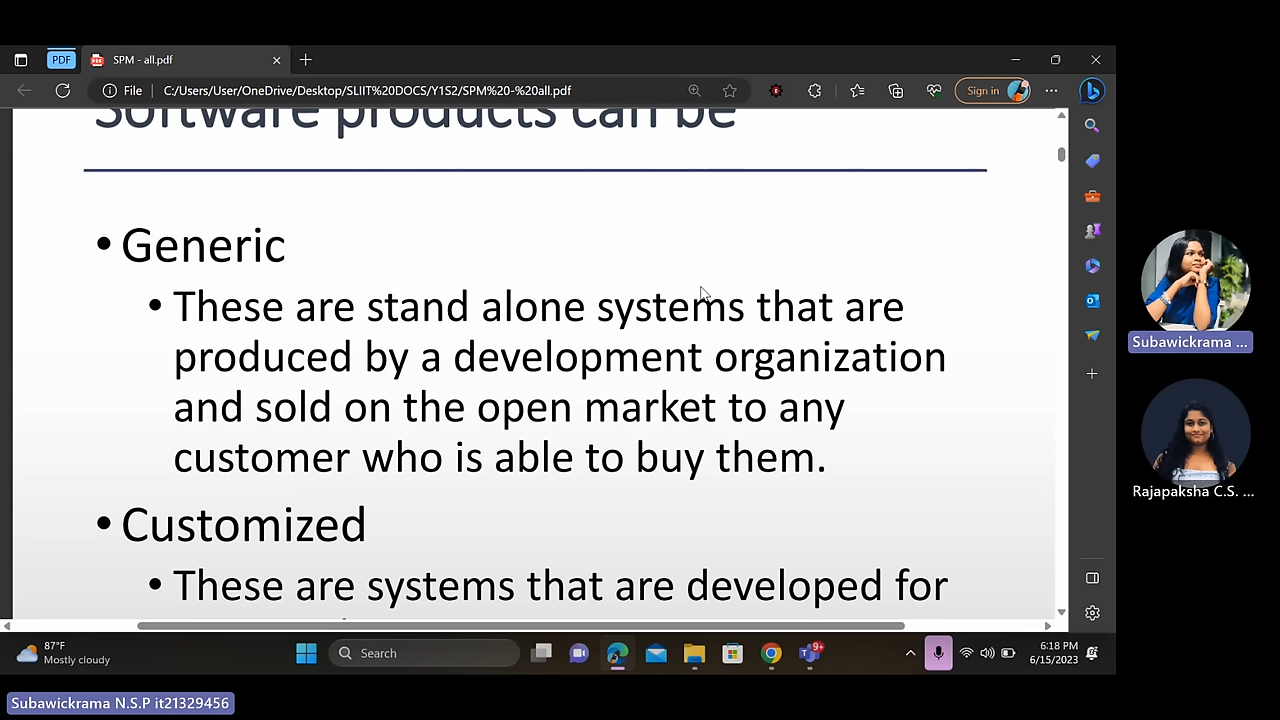 PDF
SPM - all.pdf
File
C:/Users/User/OneDrive/Desktop/SLIIT%20DOCS/Y1S2/SPM%20-%20all.pdf
Sign in
Software products can be
• Generic
• These are stand alone systems that are
produced by a development organization
and sold on the open market to any
customer who is able to buy them.
• Customized
• These are systems that are developed for
Subawickrama ...
Rajapaksha C.S. ...
87°F
Mostly cloudy
Search
9+
6:18 PM
6/15/2023
Subawickrama N.S.P it21329456